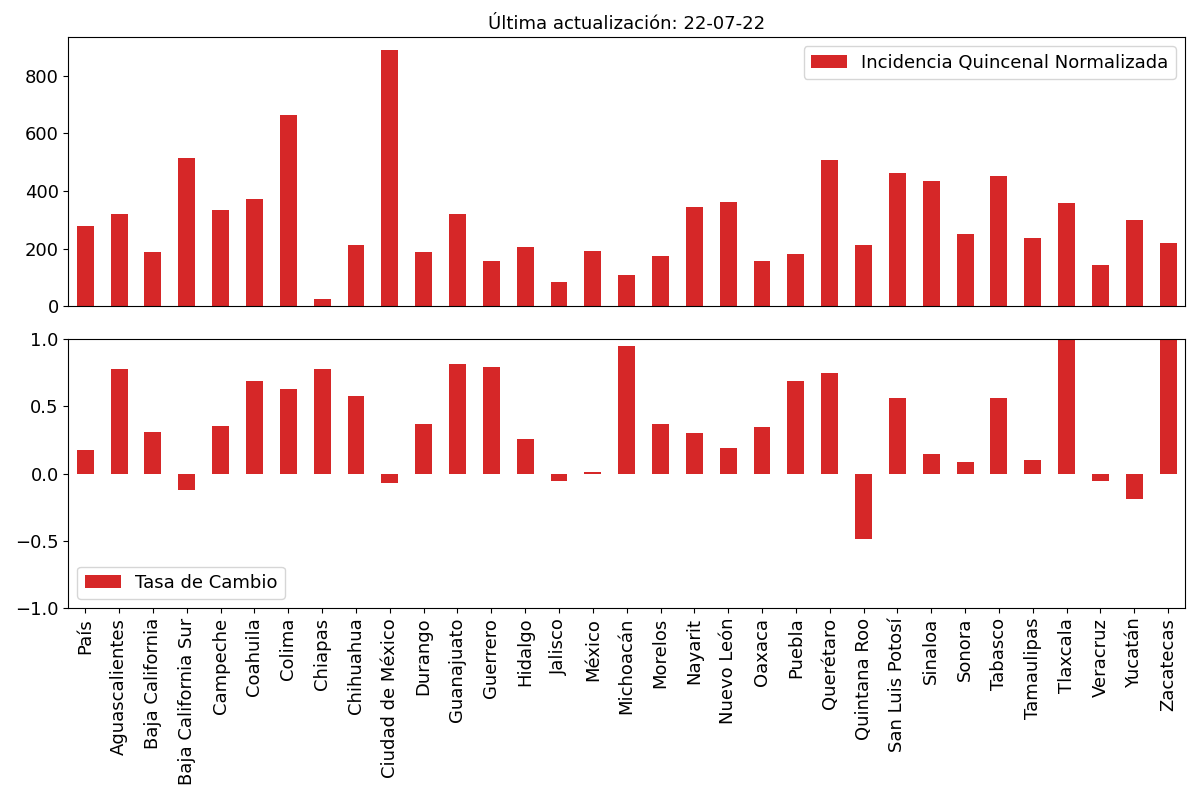 Última actualización: 22-07-22
Incidencia Quincenal Normalizada
800
600
400
200
0
1.0
0.5
0.0
−0.5
−1.0
Tasa de Cambio
País
Aguascalientes
Baja California
Baja California Sur
Campeche
Coahuila
Colima
Chiapas
Chihuahua
Ciudad de México
Durango
Guanajuato
Guerrero
Hidalgo
Jalisco
México
Michoacán
Morelos
Nayarit
Nuevo León
Oaxaca
Puebla
Querétaro
Quintana Roo
San Luis Potosí
Sinaloa
Sonora
Tabasco
Tamaulipas
Tlaxcala
Veracruz
Yucatán
Zacatecas